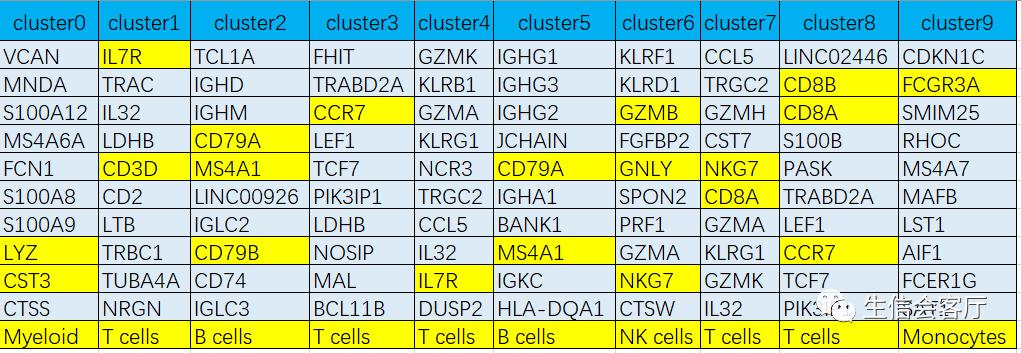 cluster0 cluster1 cluster2 cluster3 cluster4 cluster5 cluster6 cluster7 cluster8 cluster9
VCAN IL7R TCL1A FHIT GZMK IGHG1 KLRF1 CCL5 LINC02446 CDKN1C
MNDA TRAC IGHD TRABD2A KLRB1 IGHG3 KLRD1 TRGC2 CD8B FCGR3A
S100A12 IL32 IGHM CCR7 GZMA IGHG2 GZMB GZMH CD8A SMIM25
MS4A6A LDHB CD79A LEF1 KLRG1 JCHAIN FGFBP2 CST7 S100B RHOC
FCN1 CD3D MS4A1 TCF7 NCR3 CD79A GNLY NKG7 PASK MS4A7
S100A8 CD2 LINC00926 PIK3IP1 TRGC2 IGHA1 SPON2 CD8A TRABD2A MAFB
S100A9 LTB IGLC2 LDHB CCL5 BANK1 PRF1 GZMA LEF1 LST1
LYZ TRBC1 CD79B NOSIP IL32 MS4A1 GZMA KLRG1 CCR7 AIF1
CST3 TUBA4A CD74 MAL IL7R IGKC NKG7 GZMK TCF7 FCER1G
CTSS NRGN IGLC3 BCL11B DUSP2 HLA-DQA1 CTSW IL32
生信会客厅
Myeloid T cells B cells T cells T cells B cells NK cells T cells T cells Monocytes